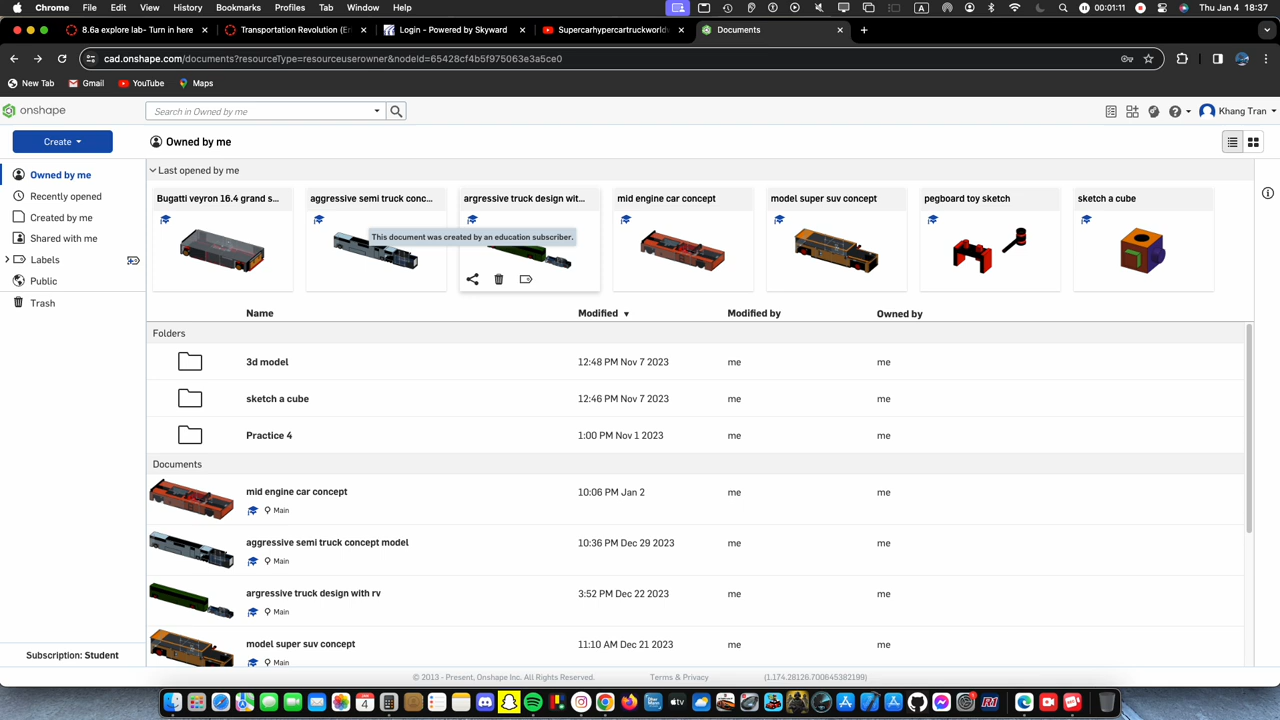 Chrome File Edit View History Bookmarks Profiles Tab Window Help 00:01:11 A Thu Jan 4 18:37
8.6a explore lab- Turn in here × Transportation Revolution (En × Login - Powered by Skyward × Supercarhypercartruckworldw × Documents × +
cad.onshape.com/documents?resourceType=resourceuserowner&nodeId=65428cf4b5f975063e3a5ce0
New Tab Gmail YouTube Maps
onshape Search in Owned by me Khang Tran
Create Owned by me
Owned by me
Recently opened
Created by me
Shared with me
Labels
Public
Trash
Last opened by me
Bugatti veyron 16.4 grand s... aggressive semi truck conc... argressive truck design wit... mid engine car concept model super suv concept pegboard toy sketch sketch a cube
This document was created by an education subscriber.
Name Modified ▼ Modified by Owned by
Folders
3d model 12:48 PM Nov 7 2023 me me
sketch a cube 12:46 PM Nov 7 2023 me me
Practice 4 1:00 PM Nov 1 2023 me me
Documents
mid engine car concept 10:06 PM Jan 2 me me
Main
aggressive semi truck concept model 10:36 PM Dec 29 2023 me me
Main
argressive truck design with rv 3:52 PM Dec 22 2023 me me
Main
model super suv concept 11:10 AM Dec 21 2023 me me
Main
Subscription: Student
© 2013 - Present, Onshape Inc. All Rights Reserved. Terms & Privacy (1.174.28126.700645382199)